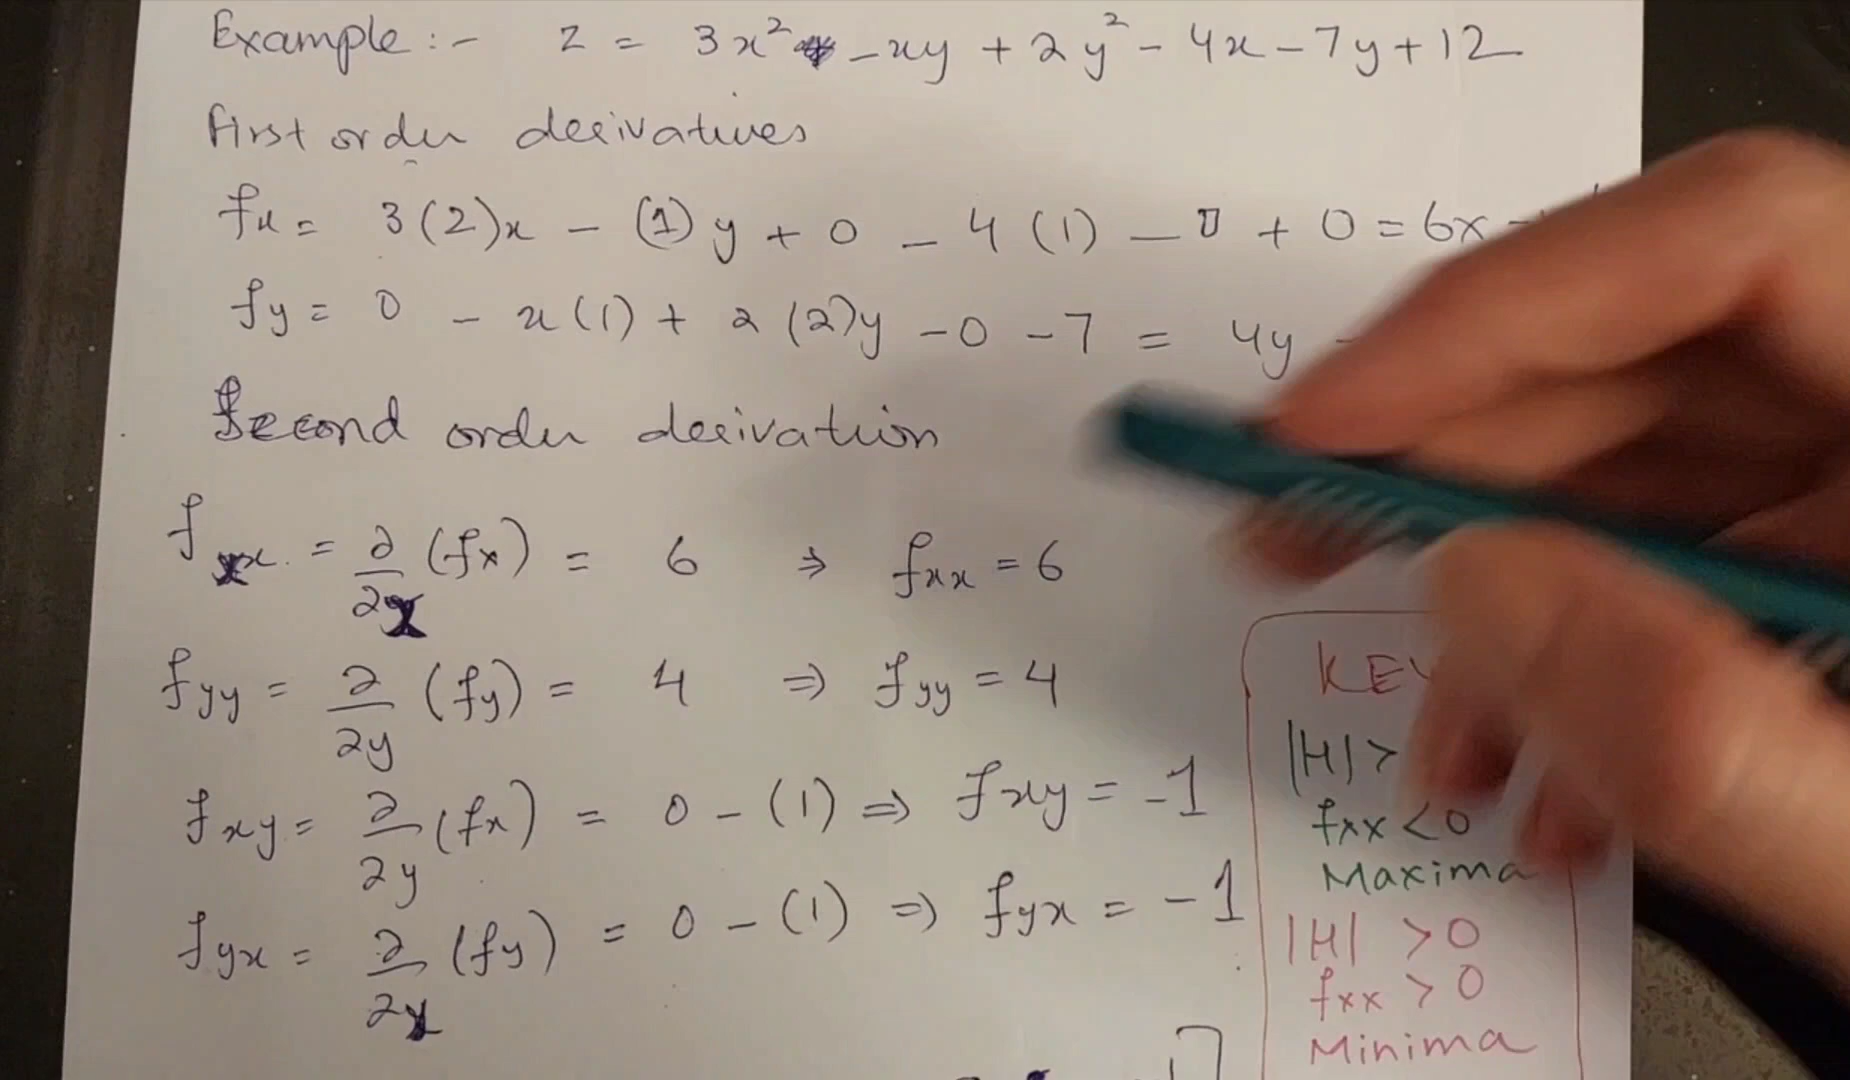 Example :- z = 3x² - xy + 2y² - 4x - 7y + 12
first order derivatives
fx = 3(2)x - (1)y + 0 - 4(1) - 0 + 0 = 6x -
fy = 0 - x(1) + 2(2)y - 0 - 7 = 4y -
Second order derivation
fxx = ∂/∂x (fx) = 6 ⇒ fxx = 6
fyy = ∂/∂y (fy) = 4 ⇒ fyy = 4
fxy = ∂/∂y (fx) = 0 - (1) ⇒ fxy = -1
fyx = ∂/∂x (fy) = 0 - (1) ⇒ fyx = -1
KEY
|H| >
fxx < 0
Maxima
|H| > 0
fxx > 0
Minima